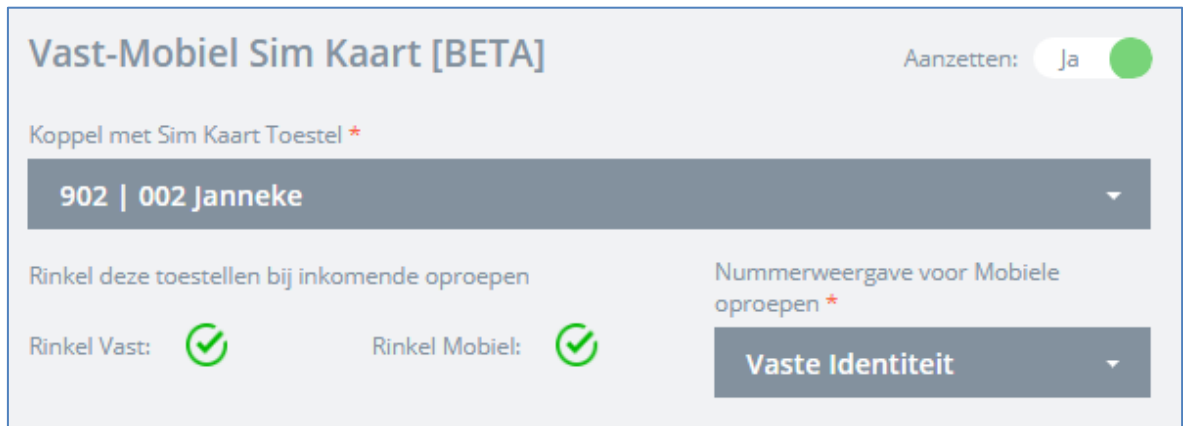 Vast-Mobiel Sim Kaart [BETA]
Aanzetten: Ja
Koppel met Sim Kaart Toestel *
902 | 002 Janneke
Rinkel deze toestellen bij inkomende oproepen
Nummerweergave voor Mobiele
oproepen *
Rinkel Vast:
Rinkel Mobiel:
Vaste Identiteit